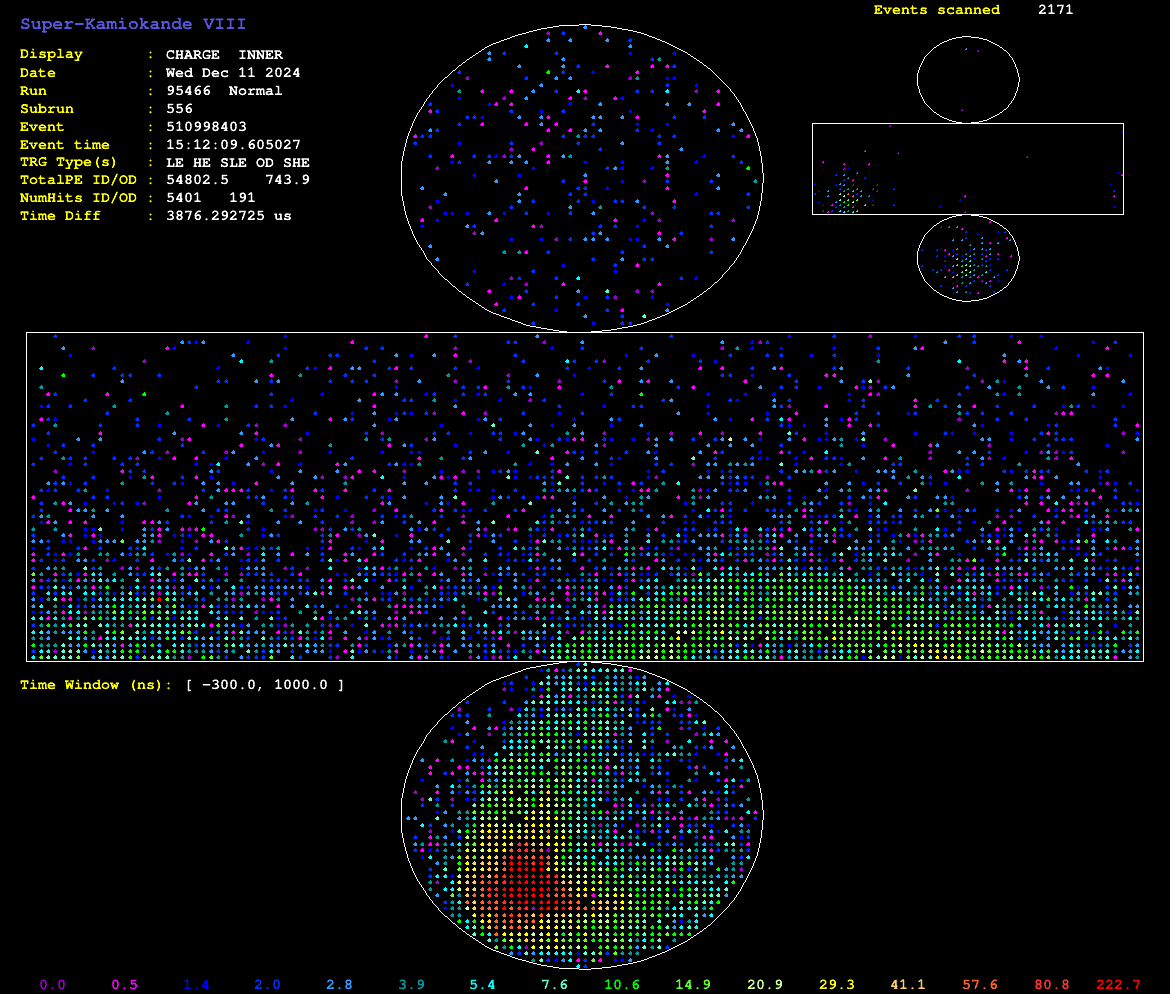 Super-Kamiokande VIII
Events scanned 2171
Display : CHARGE INNER
Date : Wed Dec 11 2024
Run : 95466 Normal
Subrun : 556
Event : 510998403
Event time : 15:12:09.605027
TRG Type(s) : LE HE SLE OD SHE
TotalPE ID/OD : 54802.5 743.9
NumHits ID/OD : 5401 191
Time Diff : 3876.292725 us
Time Window (ns): [ −300.0, 1000.0 ]
0.0 0.5 1.4 2.0 2.8 3.9 5.4 7.6 10.6 14.9 20.9 29.3 41.1 57.6 80.8 222.7